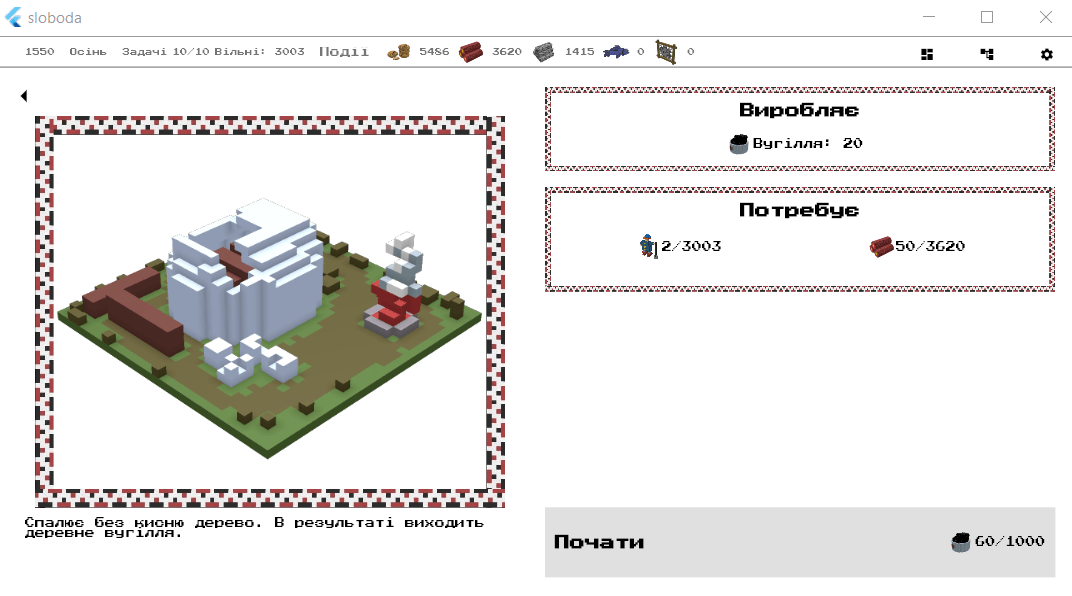 sloboda
1550 Осінь Задачі 10/10 Вільні: 3003 Події 5486 3620 1415 0 0
Виробляє
Вугілля: 20
Потребує
2/3003 50/3620
Спалює без кисню дерево. В результаті виходить
деревне вугілля.
Почати 60/1000